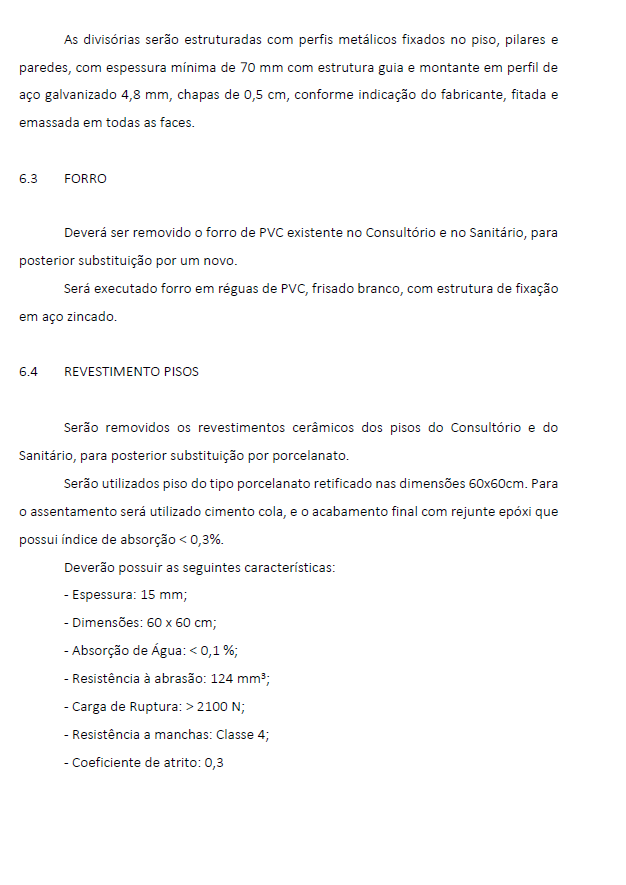 As divisórias serão estruturadas com perfis metálicos fixados no piso, pilares e
paredes, com espessura mínima de 70 mm com estrutura guia e montante em perfil de
aço galvanizado 4,8 mm, chapas de 0,5 cm, conforme indicação do fabricante, fitada e
emassada em todas as faces.
6.3 FORRO
Deverá ser removido o forro de PVC existente no Consultório e no Sanitário, para
posterior substituição por um novo.
Será executado forro em réguas de PVC, frisado branco, com estrutura de fixação
em aço zincado.
6.4 REVESTIMENTO PISOS
Serão removidos os revestimentos cerâmicos dos pisos do Consultório e do
Sanitário, para posterior substituição por porcelanato.
Serão utilizados piso do tipo porcelanato retificado nas dimensões 60x60cm. Para
o assentamento será utilizado cimento cola, e o acabamento final com rejunte epóxi que
possui índice de absorção < 0,3%.
Deverão possuir as seguintes características:
- Espessura: 15 mm;
- Dimensões: 60 x 60 cm;
- Absorção de Água: < 0,1 %;
- Resistência à abrasão: 124 mm³;
- Carga de Ruptura: > 2100 N;
- Resistência a manchas: Classe 4;
- Coeficiente de atrito: 0,3